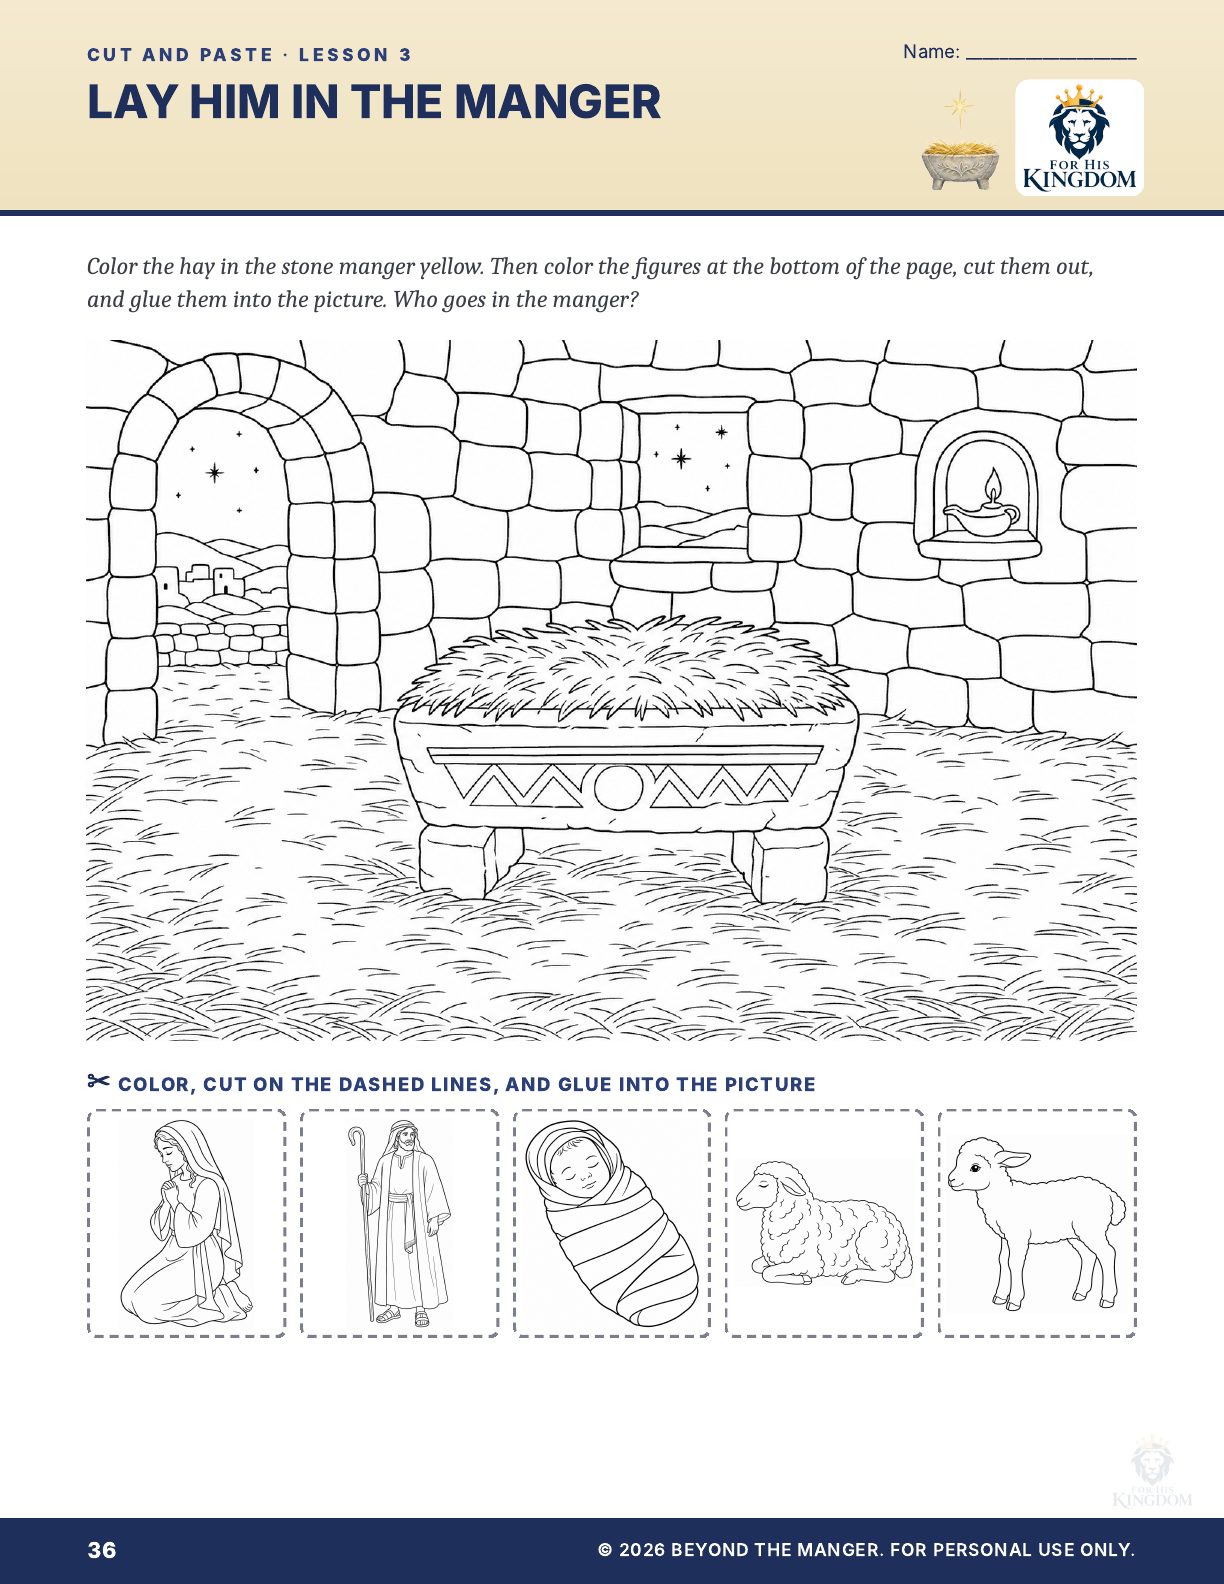 CUT AND PASTE · LESSON 3
Name: ____________________
LAY HIM IN THE MANGER
FOR HIS
KINGDOM
Color the hay in the stone manger yellow. Then color the figures at the bottom of the page, cut them out,
and glue them into the picture. Who goes in the manger?
✂ COLOR, CUT ON THE DASHED LINES, AND GLUE INTO THE PICTURE
FOR HIS
KINGDOM
36
© 2026 BEYOND THE MANGER. FOR PERSONAL USE ONLY.